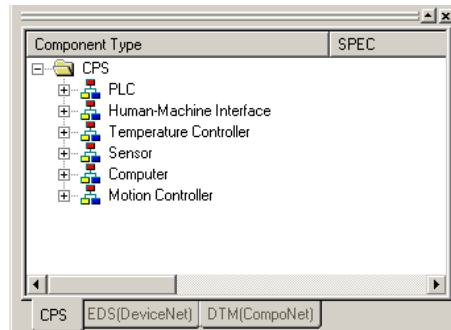 Component Type SPEC
CPS
PLC
Human-Machine Interface
Temperature Controller
Sensor
Computer
Motion Controller
CPS EDS(DeviceNet) DTM(CompoNet)